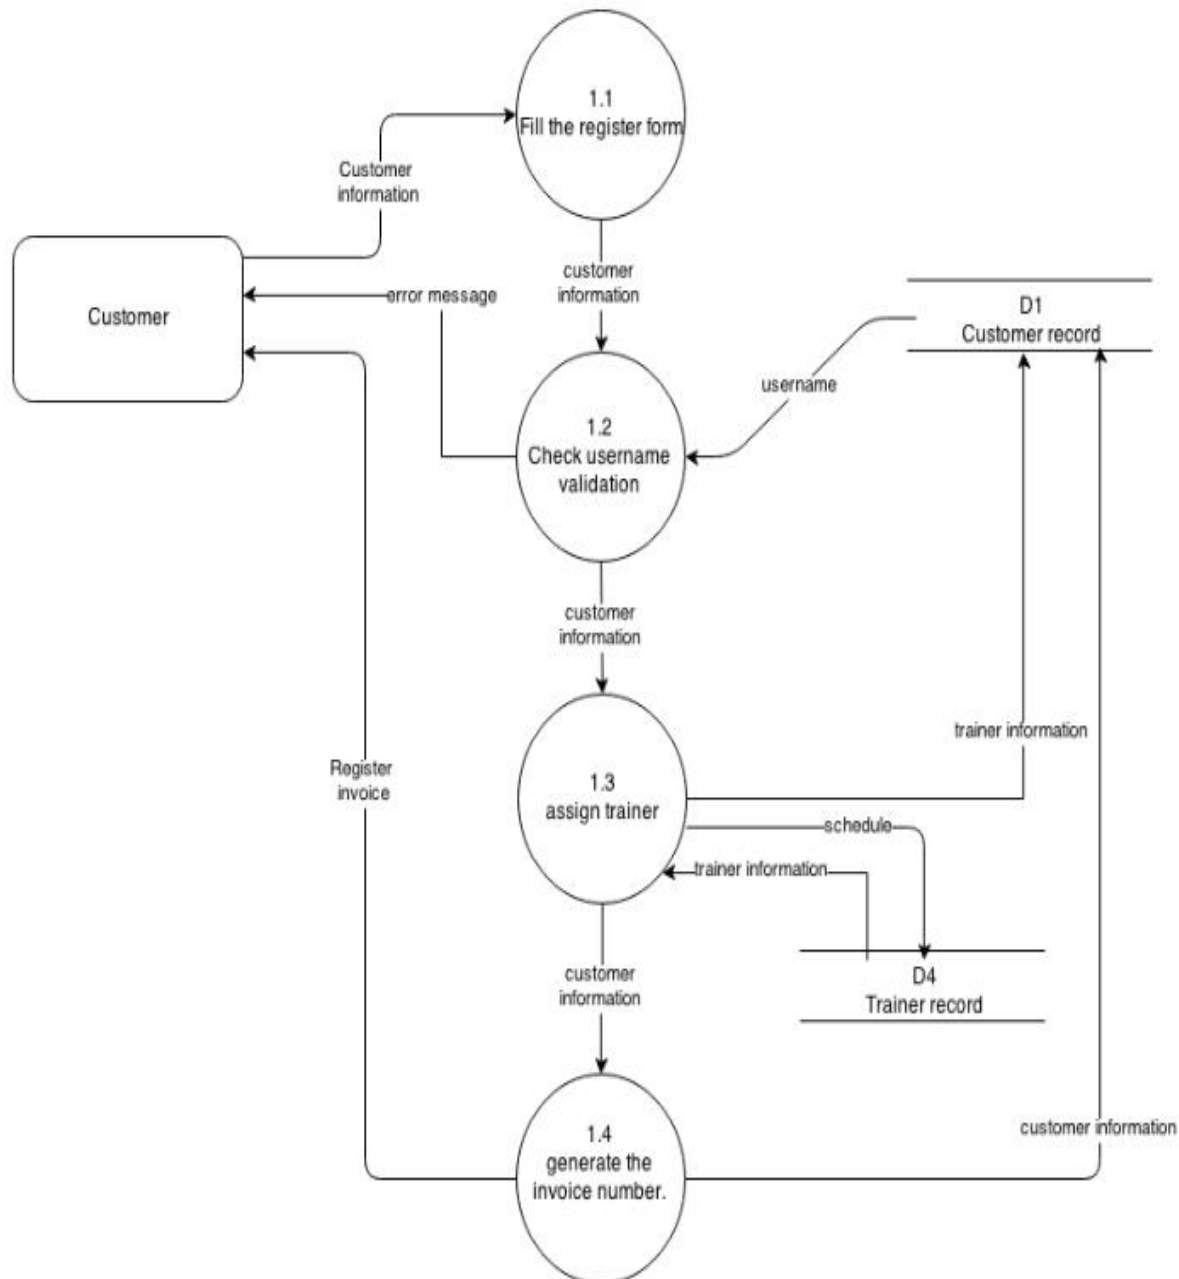 1.1
Fill the register form
Customer
information
customer
information
error message
Customer
D1
Customer record
username
1.2
Check username
validation
customer
information
trainer information
Register
invoice
1.3
assign trainer
schedule
trainer information
customer
information
D4
Trainer record
customer information
1.4
generate the
invoice number.